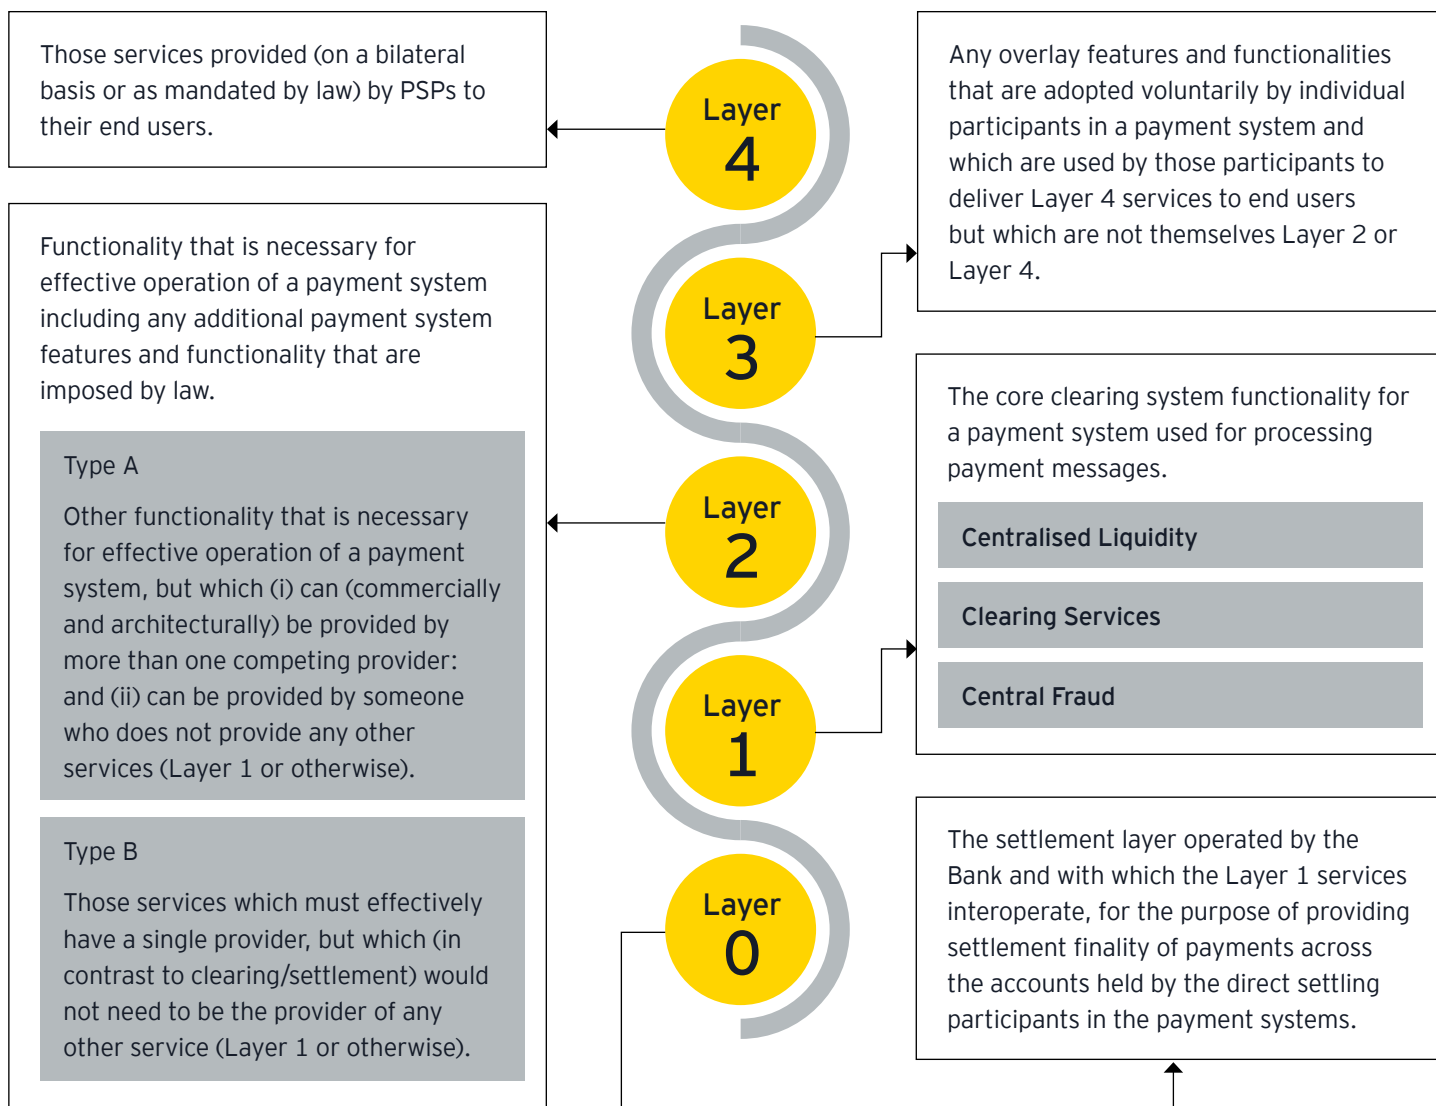 Those services provided (on a bilateral
basis or as mandated by law) by PSPs to
their end users.
Layer
4
Any overlay features and functionalities
that are adopted voluntarily by individual
participants in a payment system and
which are used by those participants to
deliver Layer 4 services to end users
but which are not themselves Layer 2 or
Layer 4.
Layer
3
Functionality that is necessary for
effective operation of a payment system
including any additional payment system
features and functionality that are
imposed by law.
Type A
Other functionality that is necessary
for effective operation of a payment
system, but which (i) can (commercially
and architecturally) be provided by
more than one competing provider:
and (ii) can be provided by someone
who does not provide any other
services (Layer 1 or otherwise).
Type B
Those services which must effectively
have a single provider, but which (in
contrast to clearing/settlement) would
not need to be the provider of any
other service (Layer 1 or otherwise).
Layer
2
The core clearing system functionality for
a payment system used for processing
payment messages.
Centralised Liquidity
Clearing Services
Central Fraud
Layer
1
Layer
0
The settlement layer operated by the
Bank and with which the Layer 1 services
interoperate, for the purpose of providing
settlement finality of payments across
the accounts held by the direct settling
participants in the payment systems.